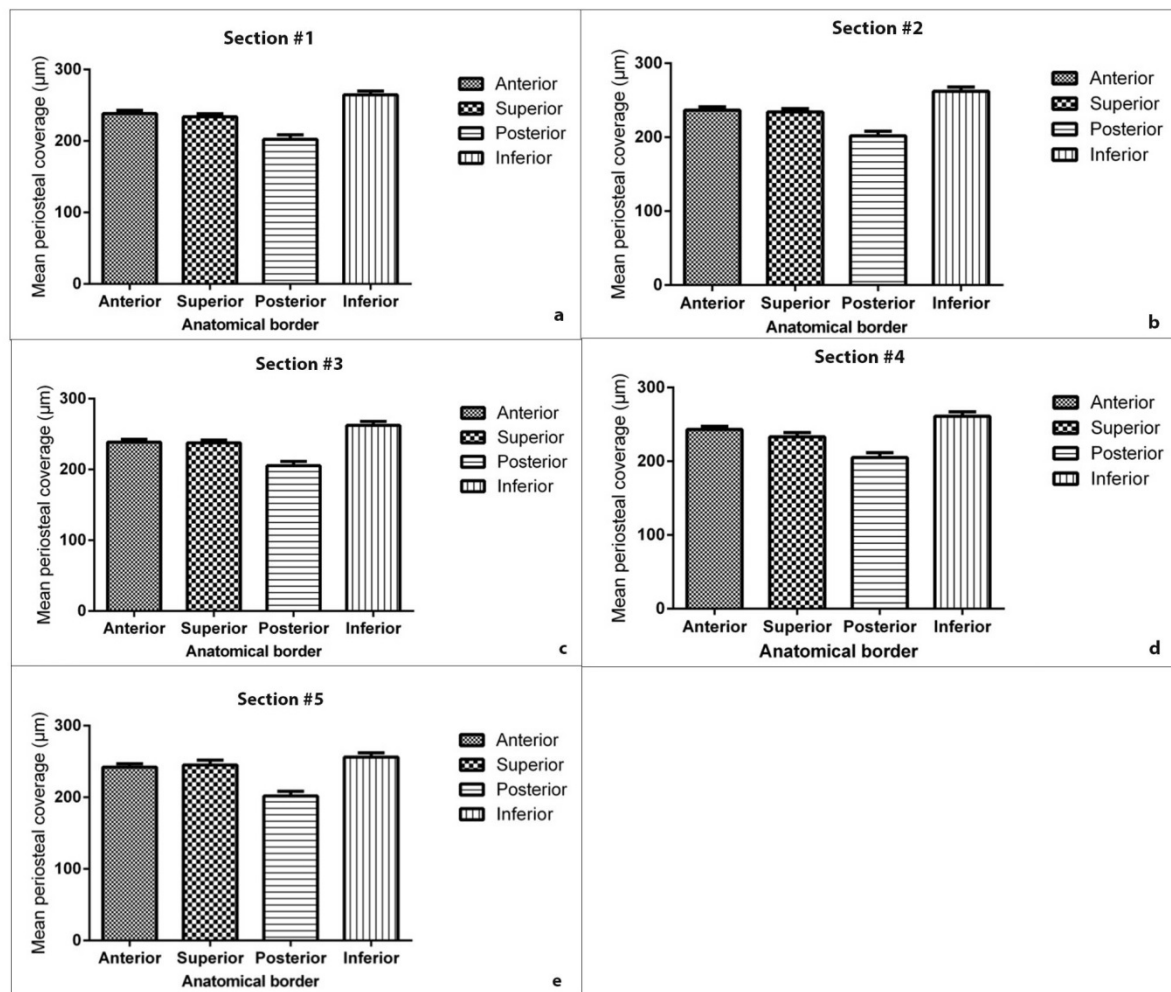 Section #1
Mean periosteal coverage (µm)
300
200
100
0
Anterior Superior Posterior Inferior
Anatomical border
Anterior
Superior
Posterior
Inferior
a
Section #2
Mean periosteal coverage (µm)
300
200
100
0
Anterior Superior Posterior Inferior
Anatomical border
Anterior
Superior
Posterior
Inferior
b
Section #3
Mean periosteal coverage (µm)
300
200
100
0
Anterior Superior Posterior Inferior
Anatomical border
Anterior
Superior
Posterior
Inferior
c
Section #4
Mean periosteal coverage (µm)
300
200
100
0
Anterior Superior Posterior Inferior
Anatomical border
Anterior
Superior
Posterior
Inferior
d
Section #5
Mean periosteal coverage (µm)
300
200
100
0
Anterior Superior Posterior Inferior
Anatomical border
Anterior
Superior
Posterior
Inferior
e